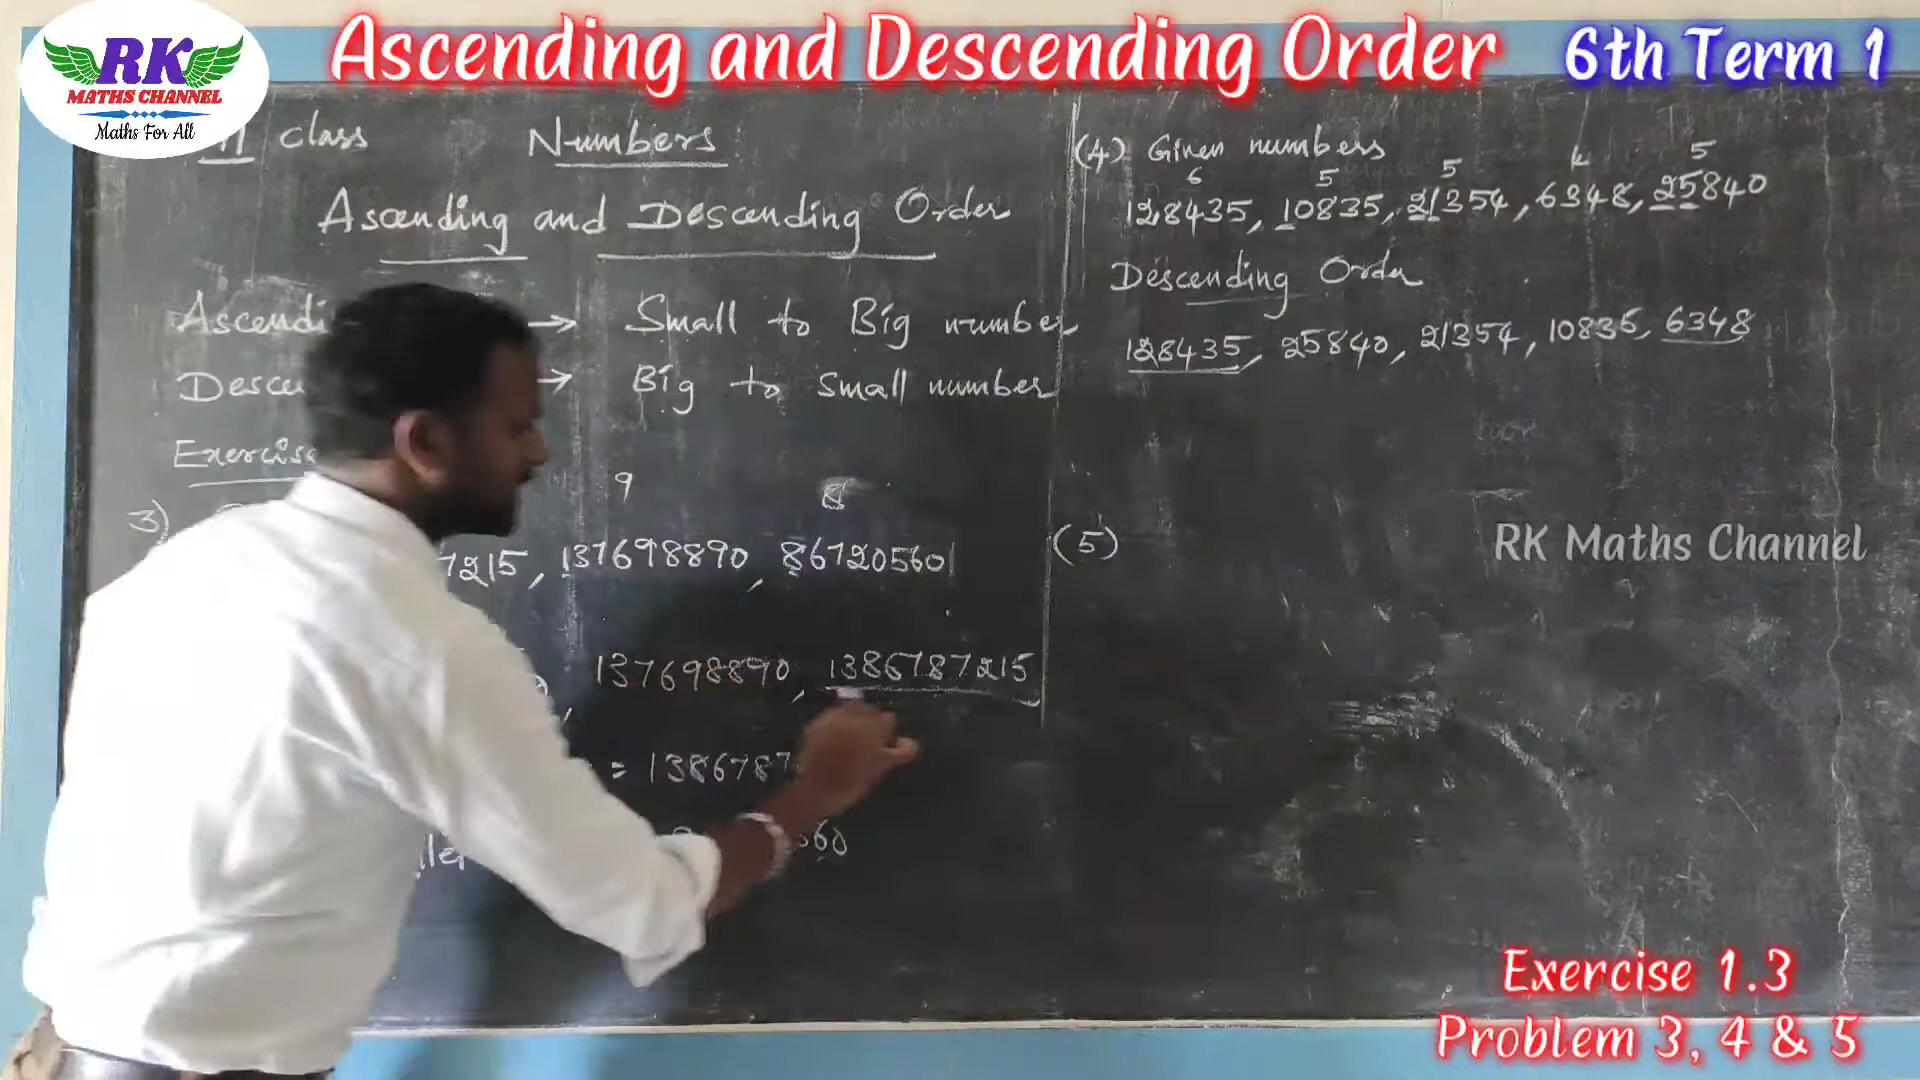 Ascending and Descending Order 6th Term 1
RK
MATHS CHANNEL
Maths For All
class Numbers
Ascending and Descending Order
→ Small to Big number
→ Big to Small number
3)
9 8
7215, 137698890, 86720560
137698890, 1386787215
= 1386787
60
(4) Given numbers
6 5 5 4 5
128435, 10835, 21354, 6348, 25840
Descending Order
128435, 25840, 21354, 10835, 6348
(5)
RK Maths Channel
Exercise 1.3
Problem 3, 4 & 5